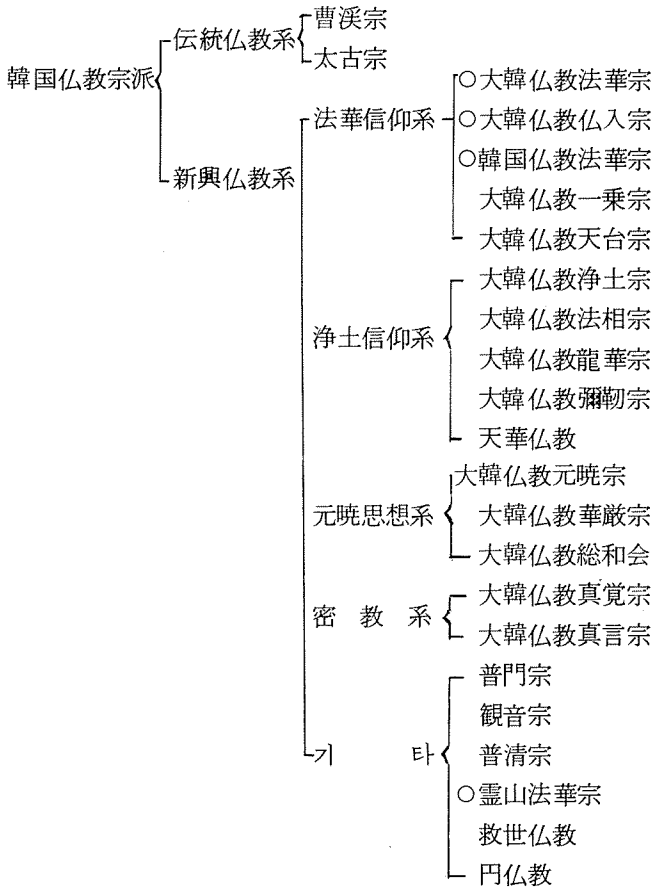 韓国仏教宗派
伝統仏教系
曹渓宗
太古宗
新興仏教系
法華信仰系
○大韓仏教法華宗
○大韓仏教仏入宗
○韓国仏教法華宗
大韓仏教一乗宗
大韓仏教天台宗
浄土信仰系
大韓仏教浄土宗
大韓仏教法相宗
大韓仏教龍華宗
大韓仏教彌勒宗
天華仏教
元暁思想系
大韓仏教元暁宗
大韓仏教華厳宗
大韓仏教総和会
密教系
大韓仏教真覚宗
大韓仏教真言宗
기타
普門宗
観音宗
普清宗
○霊山法華宗
救世仏教
円仏教